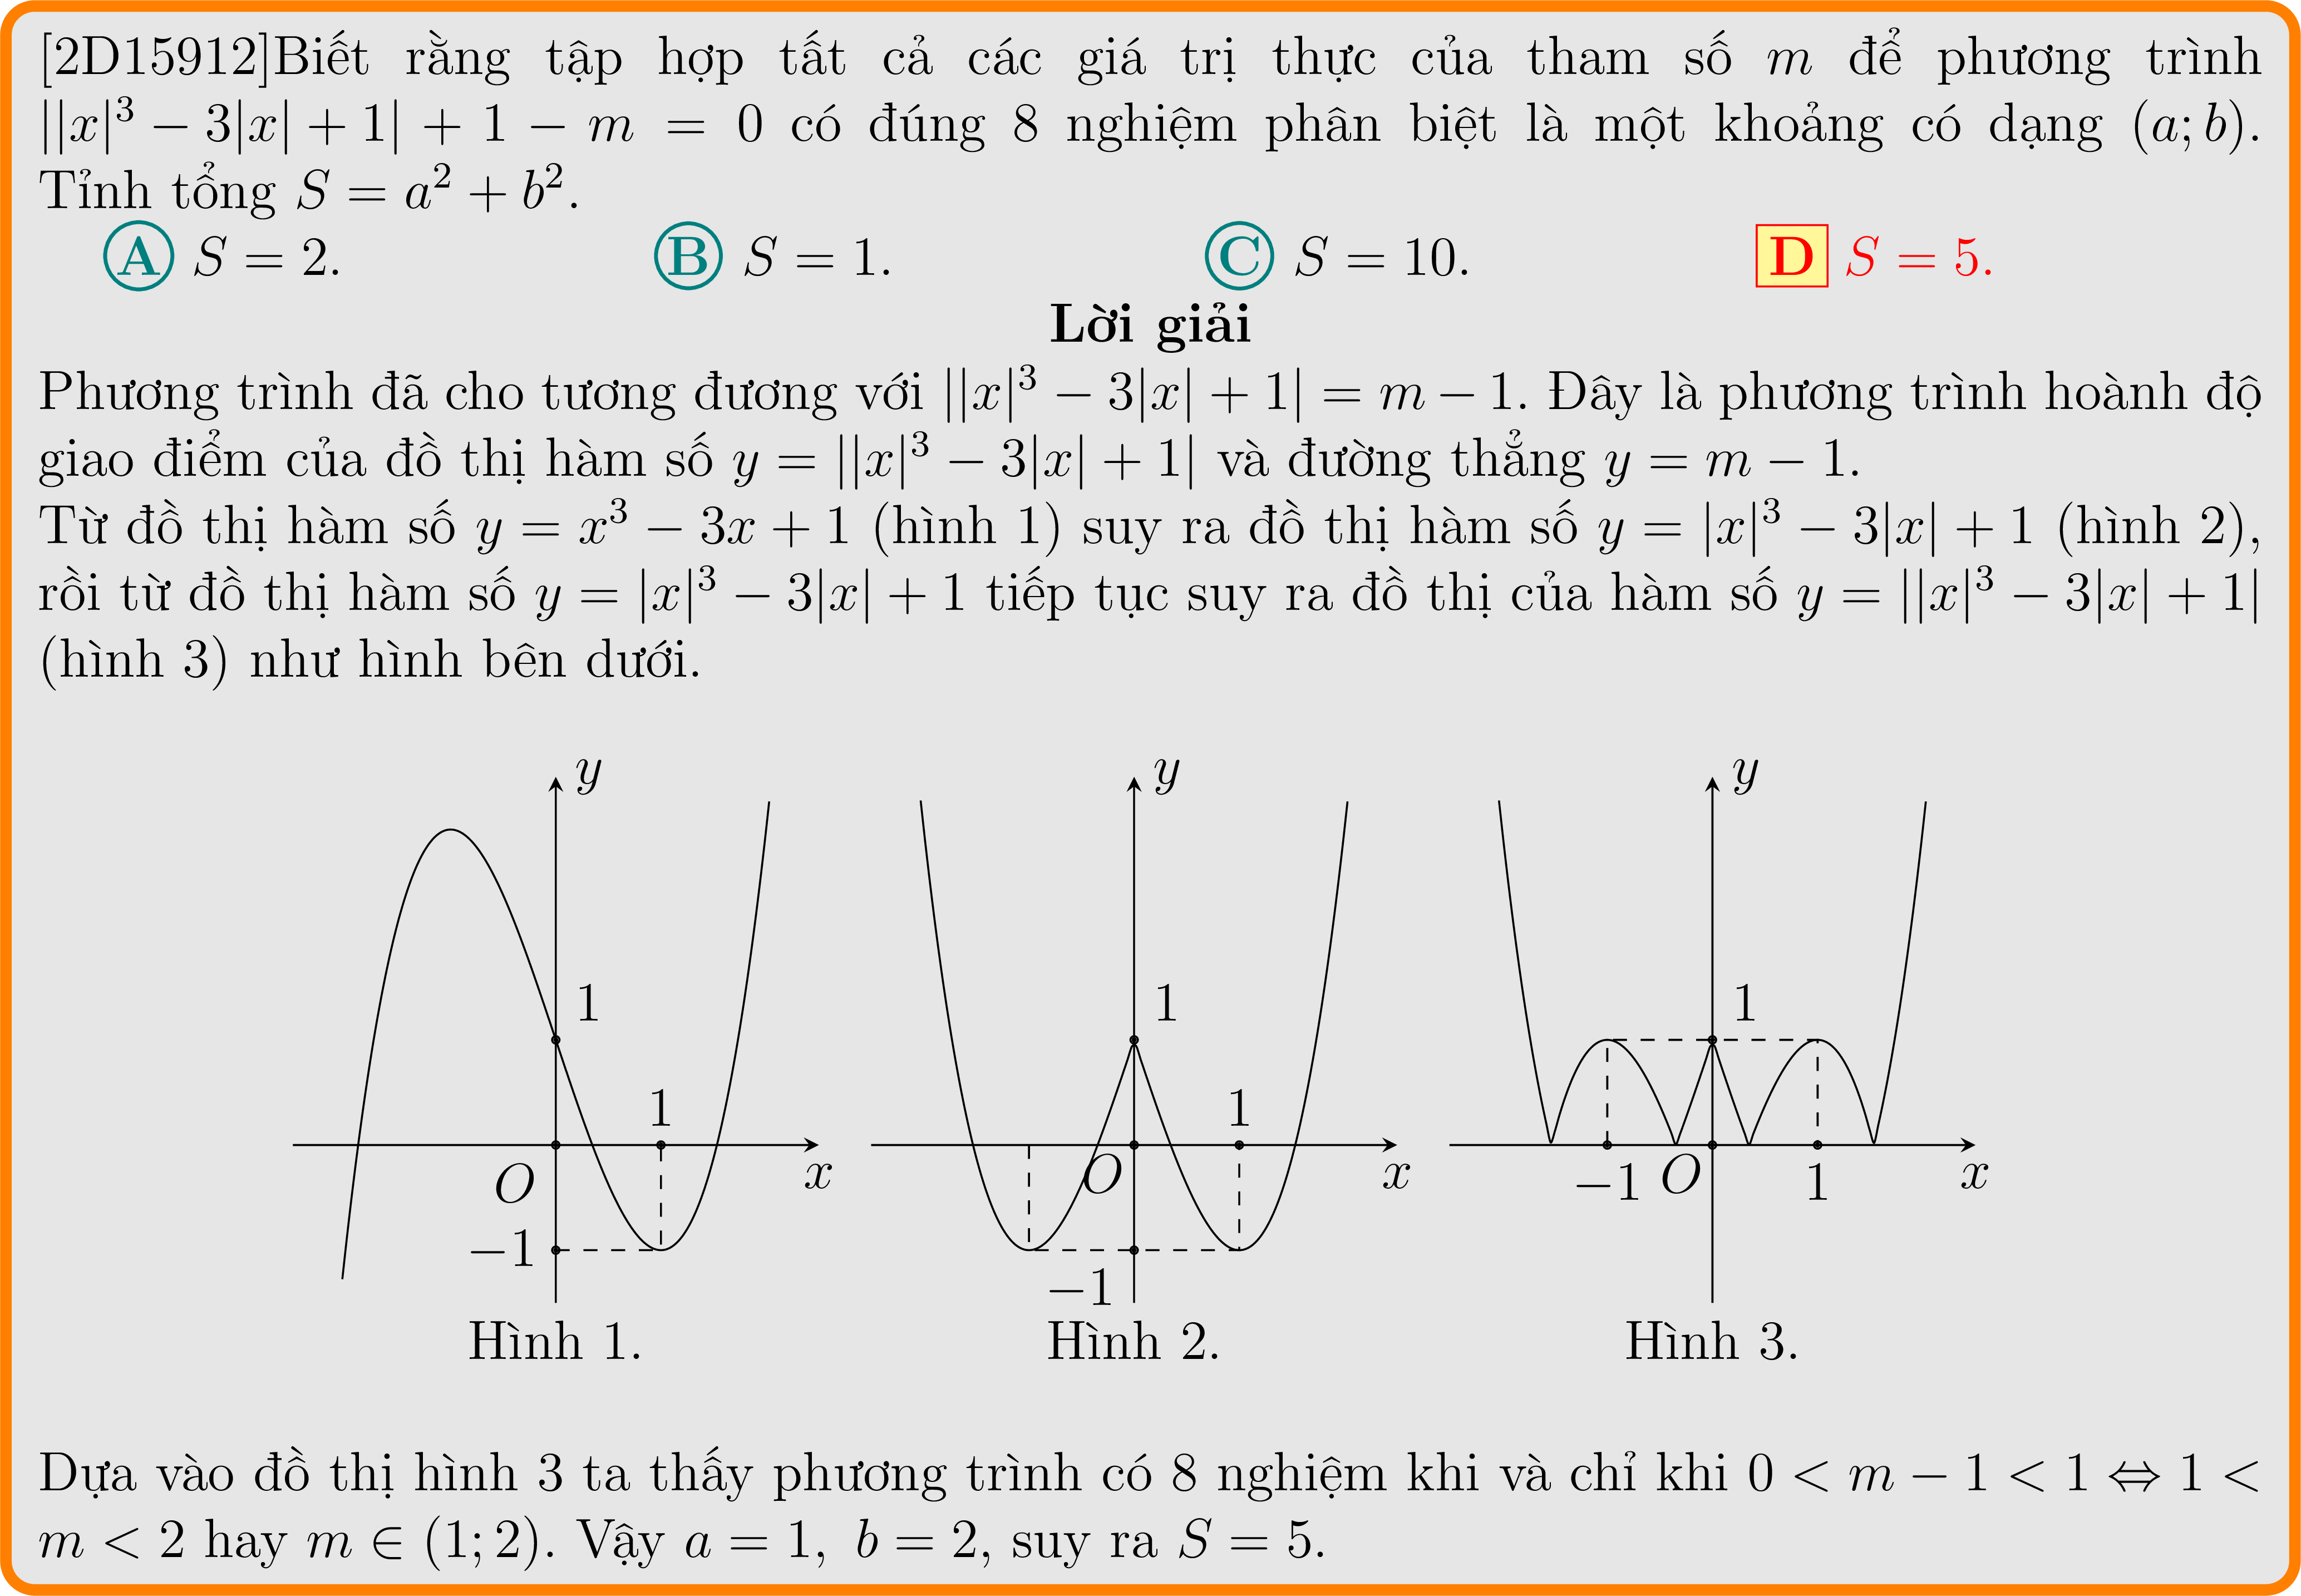 [2D15912]Biết rằng tập hợp tất cả các giá trị thực của tham số m để phương trình
||x|³ − 3|x| + 1| + 1 − m = 0 có đúng 8 nghiệm phân biệt là một khoảng có dạng (a; b).
Tỉnh tổng S = a² + b².
A S = 2. B S = 1. C S = 10. D S = 5.
Lời giải
Phương trình đã cho tương đương với ||x|³ − 3|x| + 1| = m − 1. Đây là phương trình hoành độ
giao điểm của đồ thị hàm số y = ||x|³ − 3|x| + 1| và đường thẳng y = m − 1.
Từ đồ thị hàm số y = x³ − 3x + 1 (hình 1) suy ra đồ thị hàm số y = |x|³ − 3|x| + 1 (hình 2),
rồi từ đồ thị hàm số y = |x|³ − 3|x| + 1 tiếp tục suy ra đồ thị của hàm số y = ||x|³ − 3|x| + 1|
(hình 3) như hình bên dưới.
y
1
1
O
x
−1
Hình 1.
y
1
1
O
x
−1
Hình 2.
y
1
−1 O 1 x
Hình 3.
Dựa vào đồ thị hình 3 ta thấy phương trình có 8 nghiệm khi và chỉ khi 0 < m − 1 < 1 ⇔ 1 <
m < 2 hay m ∈ (1; 2). Vậy a = 1, b = 2, suy ra S = 5.